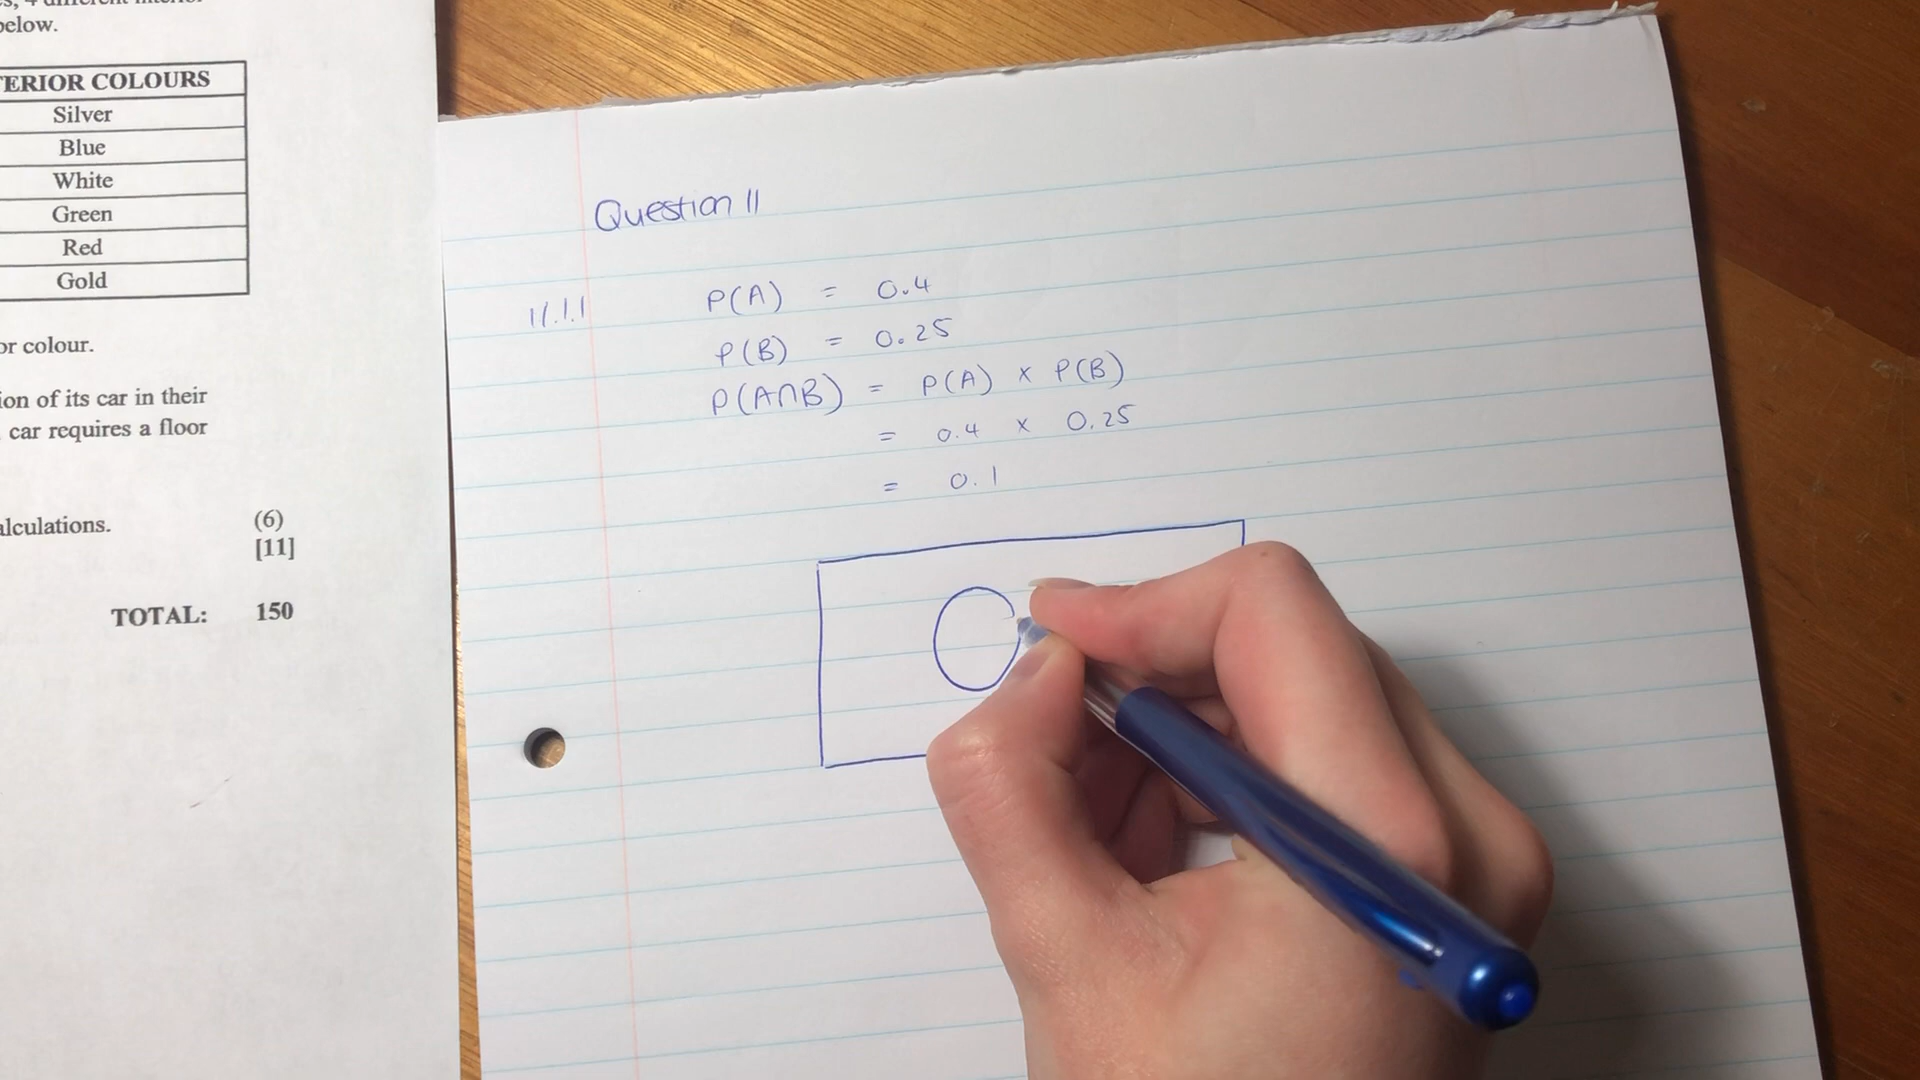 below.
TERIOR COLOURS
Silver
Blue
White
Green
Red
Gold
or colour.
ion of its car in their
car requires a floor
alculations. (6)
[11]
TOTAL: 150
Question 11
11.1.1 P(A) = 0.4
P(B) = 0.25
P(A∩B) = P(A) × P(B)
= 0.4 × 0.25
= 0.1